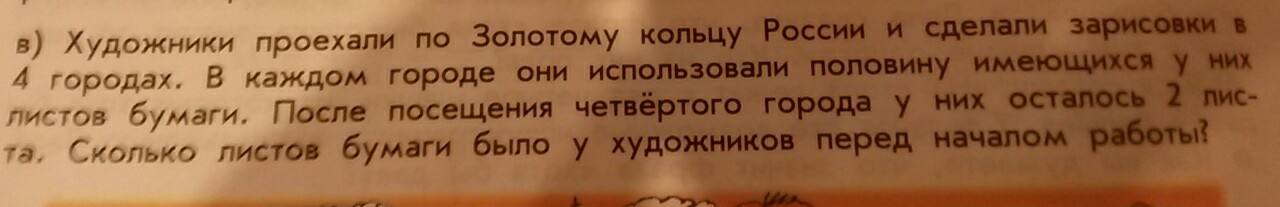 в) Художники проехали по Золотому кольцу России и сделали зарисовки в
4 городах. В каждом городе они использовали половину имеющихся у них
листов бумаги. После посещения четвёртого города у них осталось 2 лис-
та. Сколько листов бумаги было у художников перед началом работы?